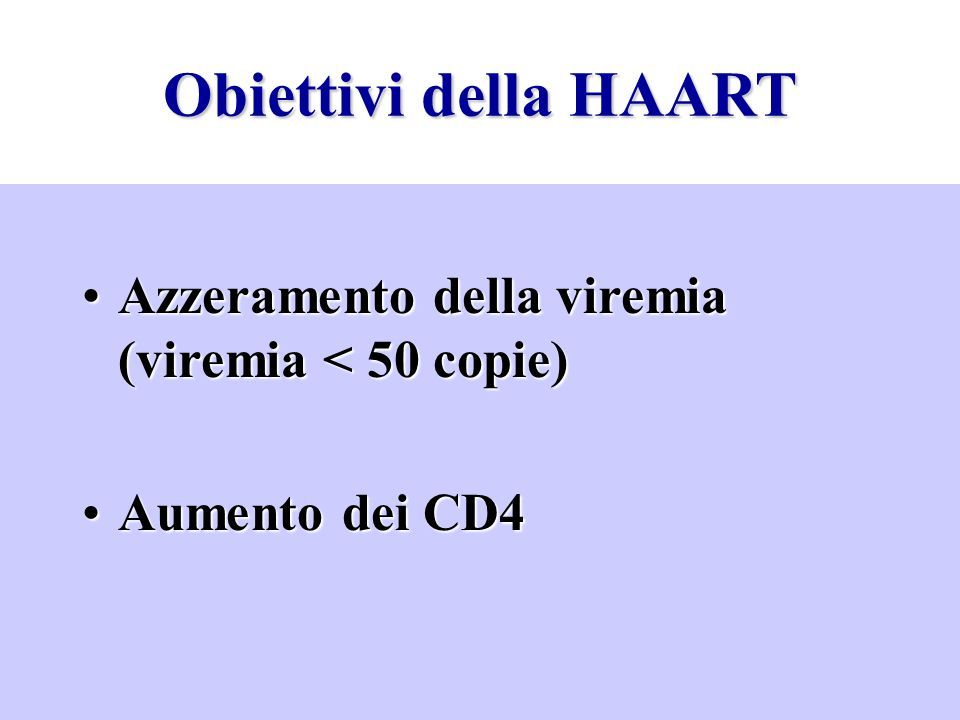 Obiettivi della HAART
• Azzeramento della viremia
(viremia < 50 copie)
• Aumento dei CD4